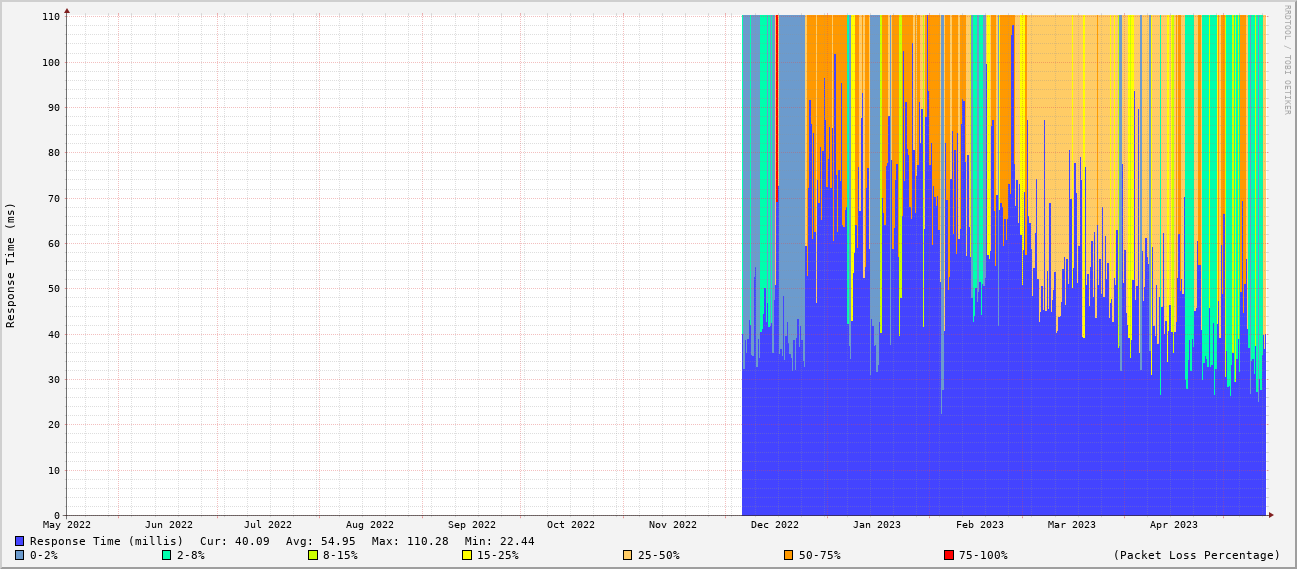 RRDTOOL / TOBI OETIKER
Response Time (ms)
110
100
90
80
70
60
50
40
30
20
10
0
May 2022 Jun 2022 Jul 2022 Aug 2022 Sep 2022 Oct 2022 Nov 2022 Dec 2022 Jan 2023 Feb 2023 Mar 2023 Apr 2023
Response Time (millis) Cur: 40.09 Avg: 54.95 Max: 110.28 Min: 22.44
0-2% 2-8% 8-15% 15-25% 25-50% 50-75% 75-100% (Packet Loss Percentage)